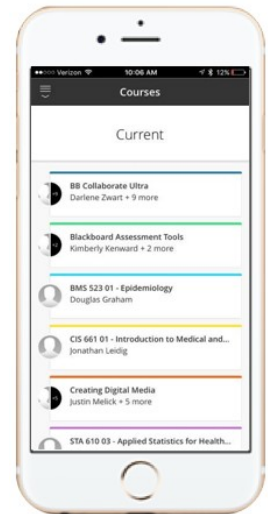 Verizon 10:06 AM 12%
Courses
Current
BB Collaborate Ultra
Darlene Zwart + 9 more
Blackboard Assessment Tools
Kimberly Kenward + 2 more
BMS 523 01 - Epidemiology
Douglas Graham
CIS 661 01 - Introduction to Medical and...
Jonathan Leidig
Creating Digital Media
Justin Melick + 5 more
STA 610 03 - Applied Statistics for Health...